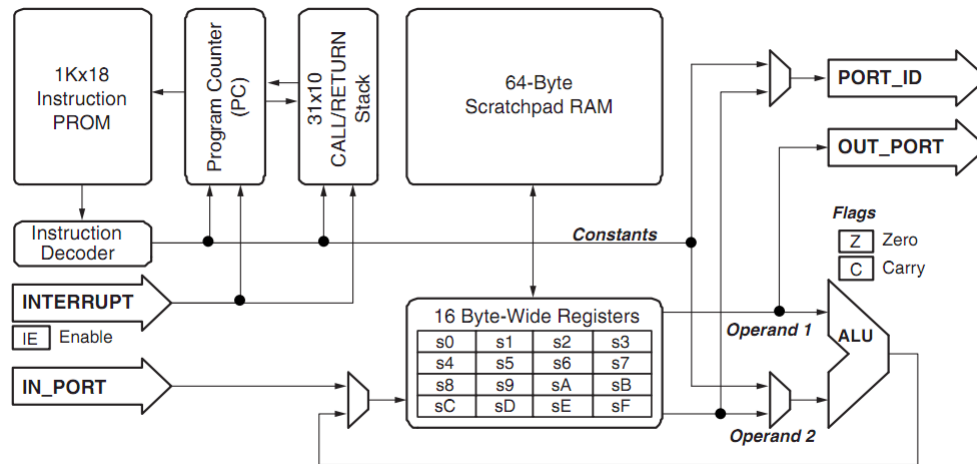 1Kx18
Instruction
PROM
Program Counter
(PC)
31x10
CALL/RETURN
Stack
64-Byte
Scratchpad RAM
PORT_ID
OUT_PORT
Instruction
Decoder
Constants
Flags
Z Zero
C Carry
INTERRUPT
IE Enable
16 Byte-Wide Registers
s0 s1 s2 s3
s4 s5 s6 s7
s8 s9 sA sB
sC sD sE sF
Operand 1
ALU
IN_PORT
Operand 2